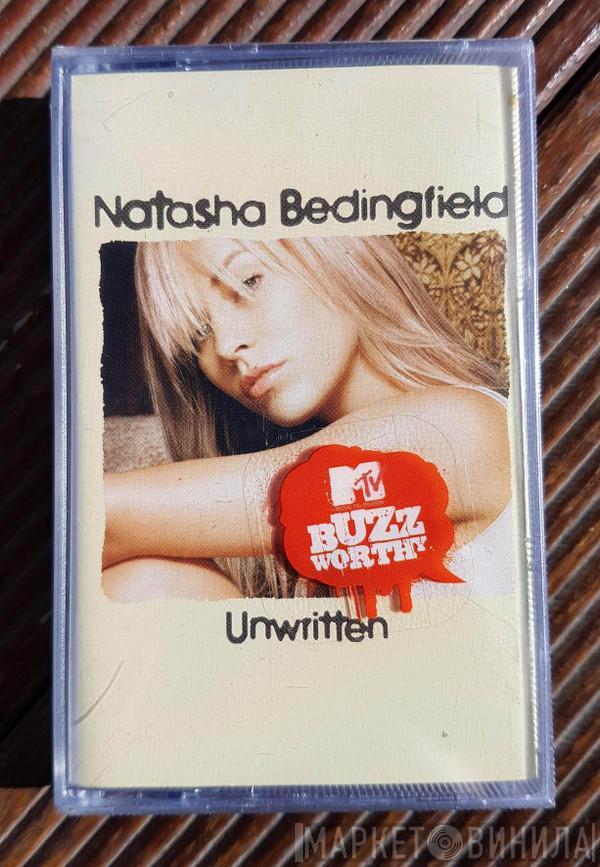 Natasha Bedingfield
MTV
BUZZ
WORTHY
Unwritten
МАРКЕТ ВИНИЛА